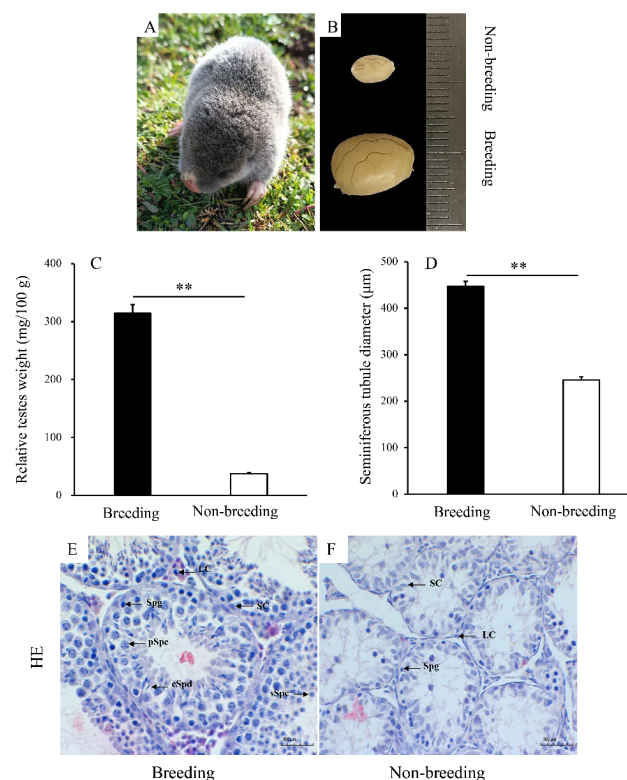 A
B
Non-breeding
Breeding
C
Relative testes weight (mg/100 g)
400
300
200
100
0
**
Breeding
Non-breeding
D
Seminiferous tubule diameter (μm)
500
400
300
200
100
0
**
Breeding
Non-breeding
E
LC
Spg
SC
pSpc
eSpd
sSpc
F
SC
LC
Spg
HE
Breeding
Non-breeding